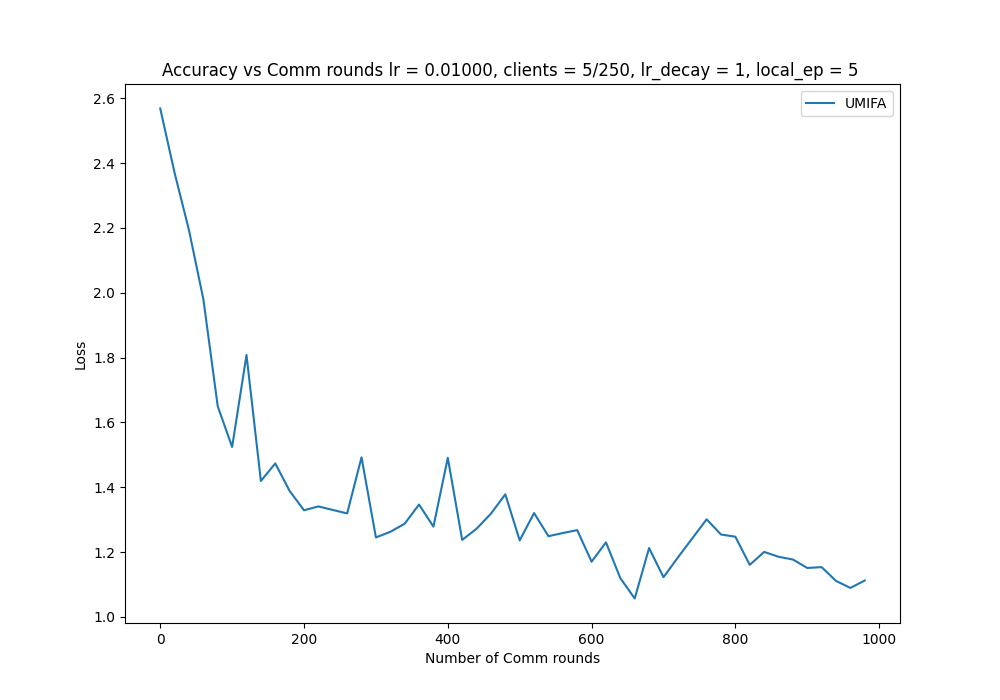 Accuracy vs Comm rounds lr = 0.01000, clients = 5/250, lr_decay = 1, local_ep = 5
UMIFA
2.6
2.4
2.2
2.0
1.8
1.6
1.4
1.2
1.0
Loss
0 200 400 600 800 1000
Number of Comm rounds